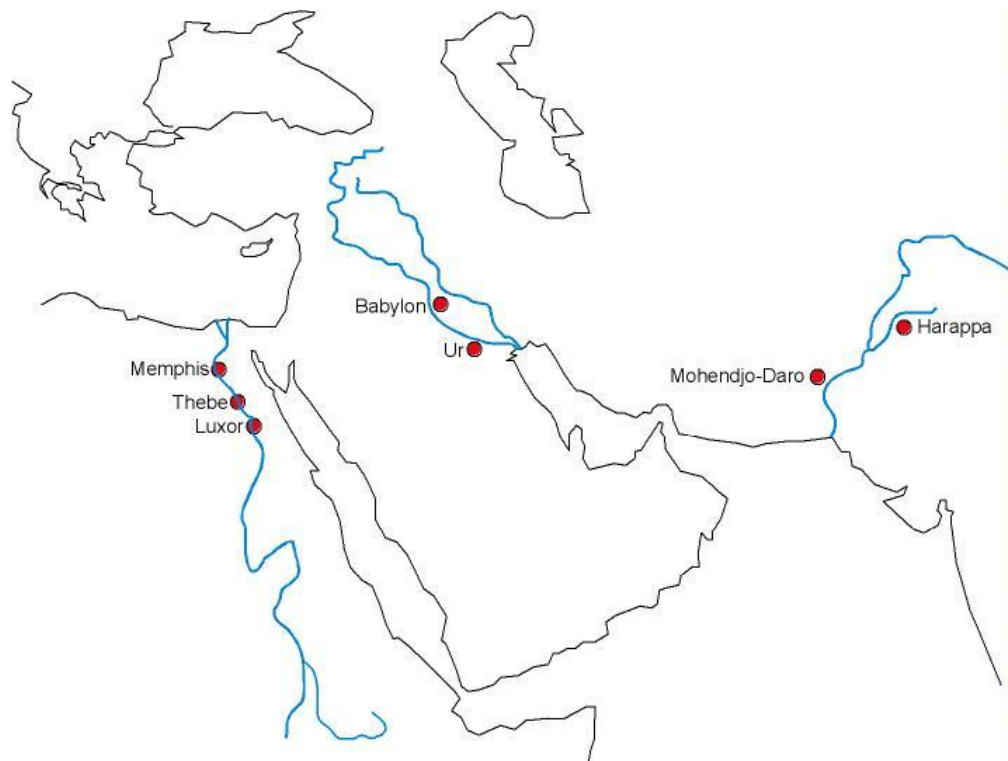 Babylon
Harappa
Ur
Memphis
Mohendjo-Daro
Thebe
Luxor